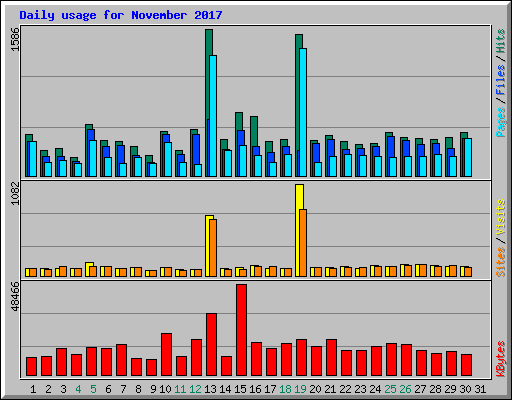 Daily usage for November 2017
1586
Pages / Files / Hits
1082
Sites / Visits
48466
KBytes
1 2 3 4 5 6 7 8 9 10 11 12 13 14 15 16 17 18 19 20 21 22 23 24 25 26 27 28 29 30 31